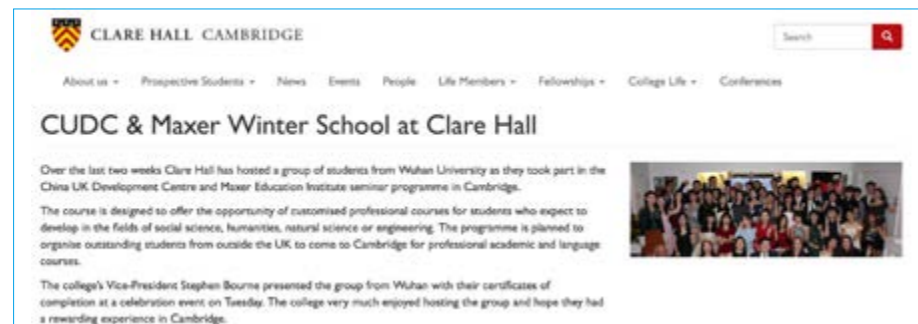 CLARE HALL CAMBRIDGE
Search
About us Prospective Students News Events People Life Members Fellowships College Life Conferences
CUDC & Maxer Winter School at Clare Hall
Over the last two weeks Clare Hall has hosted a group of students from Wuhan University as they took part in the
China UK Development Centre and Maxer Education Institute seminar programme in Cambridge.
The course is designed to offer the opportunity of customised professional courses for students who expect to
develop in the fields of social science, humanities, natural science or engineering. The programme is planned to
organise outstanding students from outside the UK to come to Cambridge for professional academic and language
courses.
The college's Vice-President Stephen Bourne presented the group from Wuhan with their certificates of
completion at a celebration event on Tuesday. The college very much enjoyed hosting the group and hope they had
a rewarding experience in Cambridge.